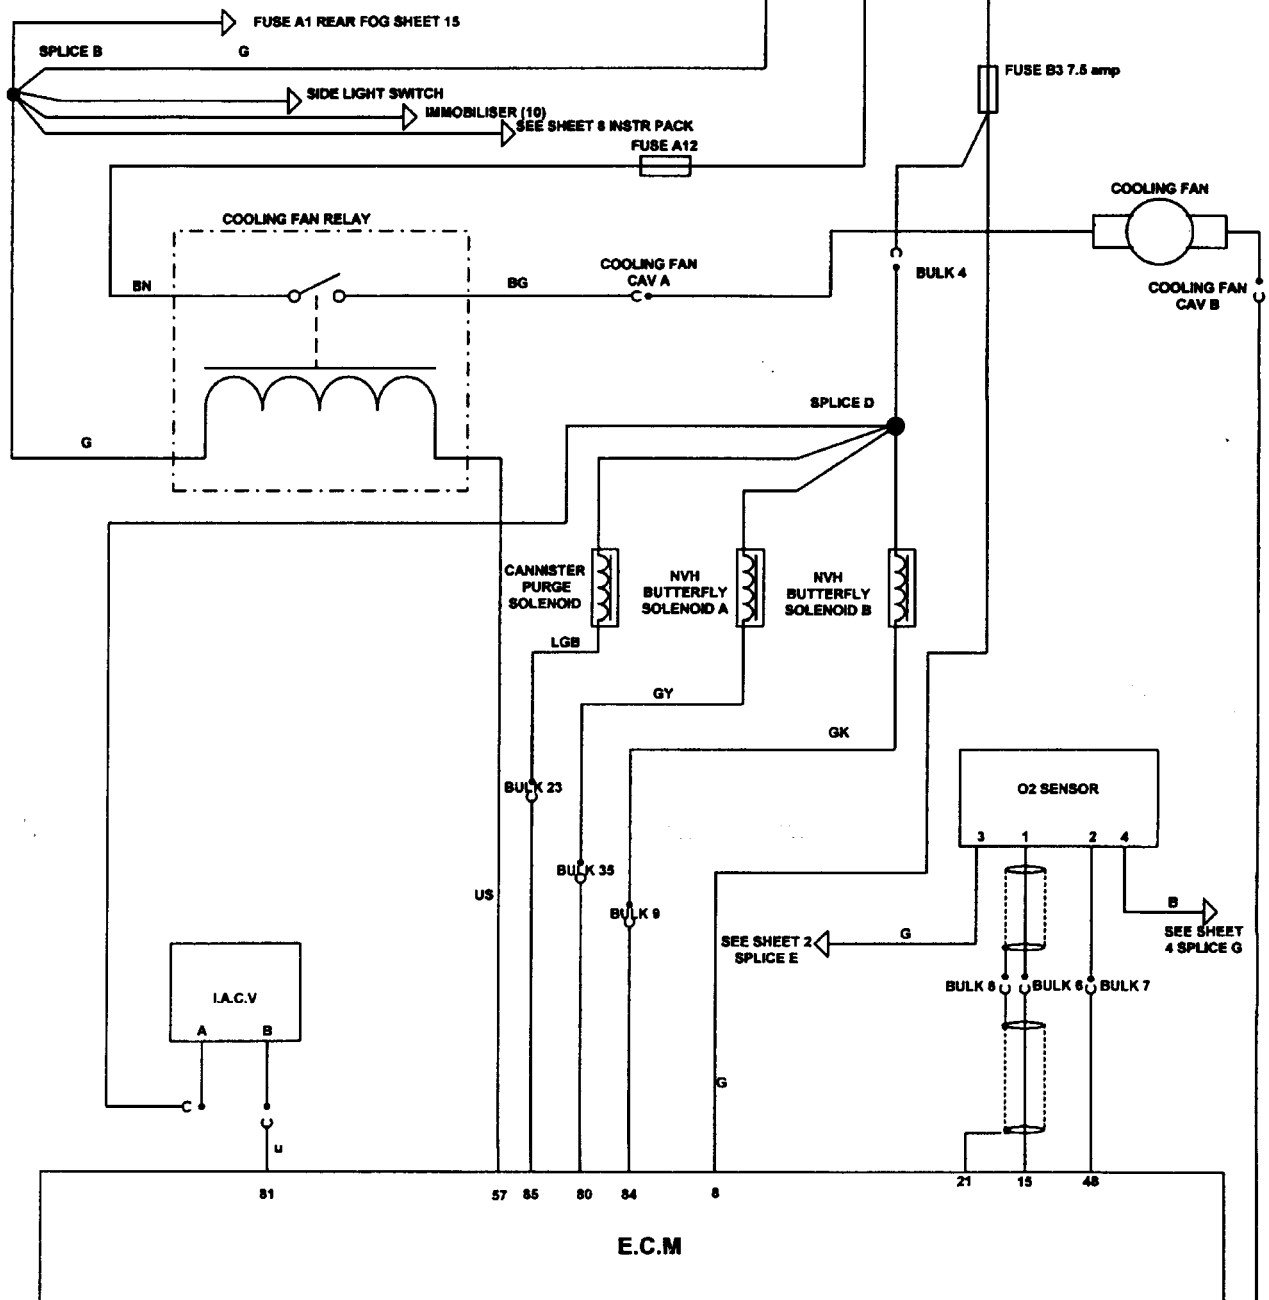 FUSE A1 REAR FOG SHEET 15
SPLICE B
G
FUSE B3 7.5 amp
SIDE LIGHT SWITCH
IMMOBILISER (10)
SEE SHEET 8 INSTR PACK
FUSE A12
COOLING FAN
COOLING FAN RELAY
COOLING FAN
CAV A
BULK 4
BN
BG
COOLING FAN
CAV B
SPLICE D
G
CANNISTER
PURGE
SOLENOID
NVH
BUTTERFLY
SOLENOID A
NVH
BUTTERFLY
SOLENOID B
LGB
GY
GK
BULK 23
O2 SENSOR
3 1 2 4
BULK 35
US
BULK 9
B
G
SEE SHEET 2
SPLICE E
SEE SHEET
4 SPLICE G
BULK 8
BULK 6
BULK 7
I.A.C.V
A B
G
U
81 57 85 80 84 8 21 15 48
E.C.M